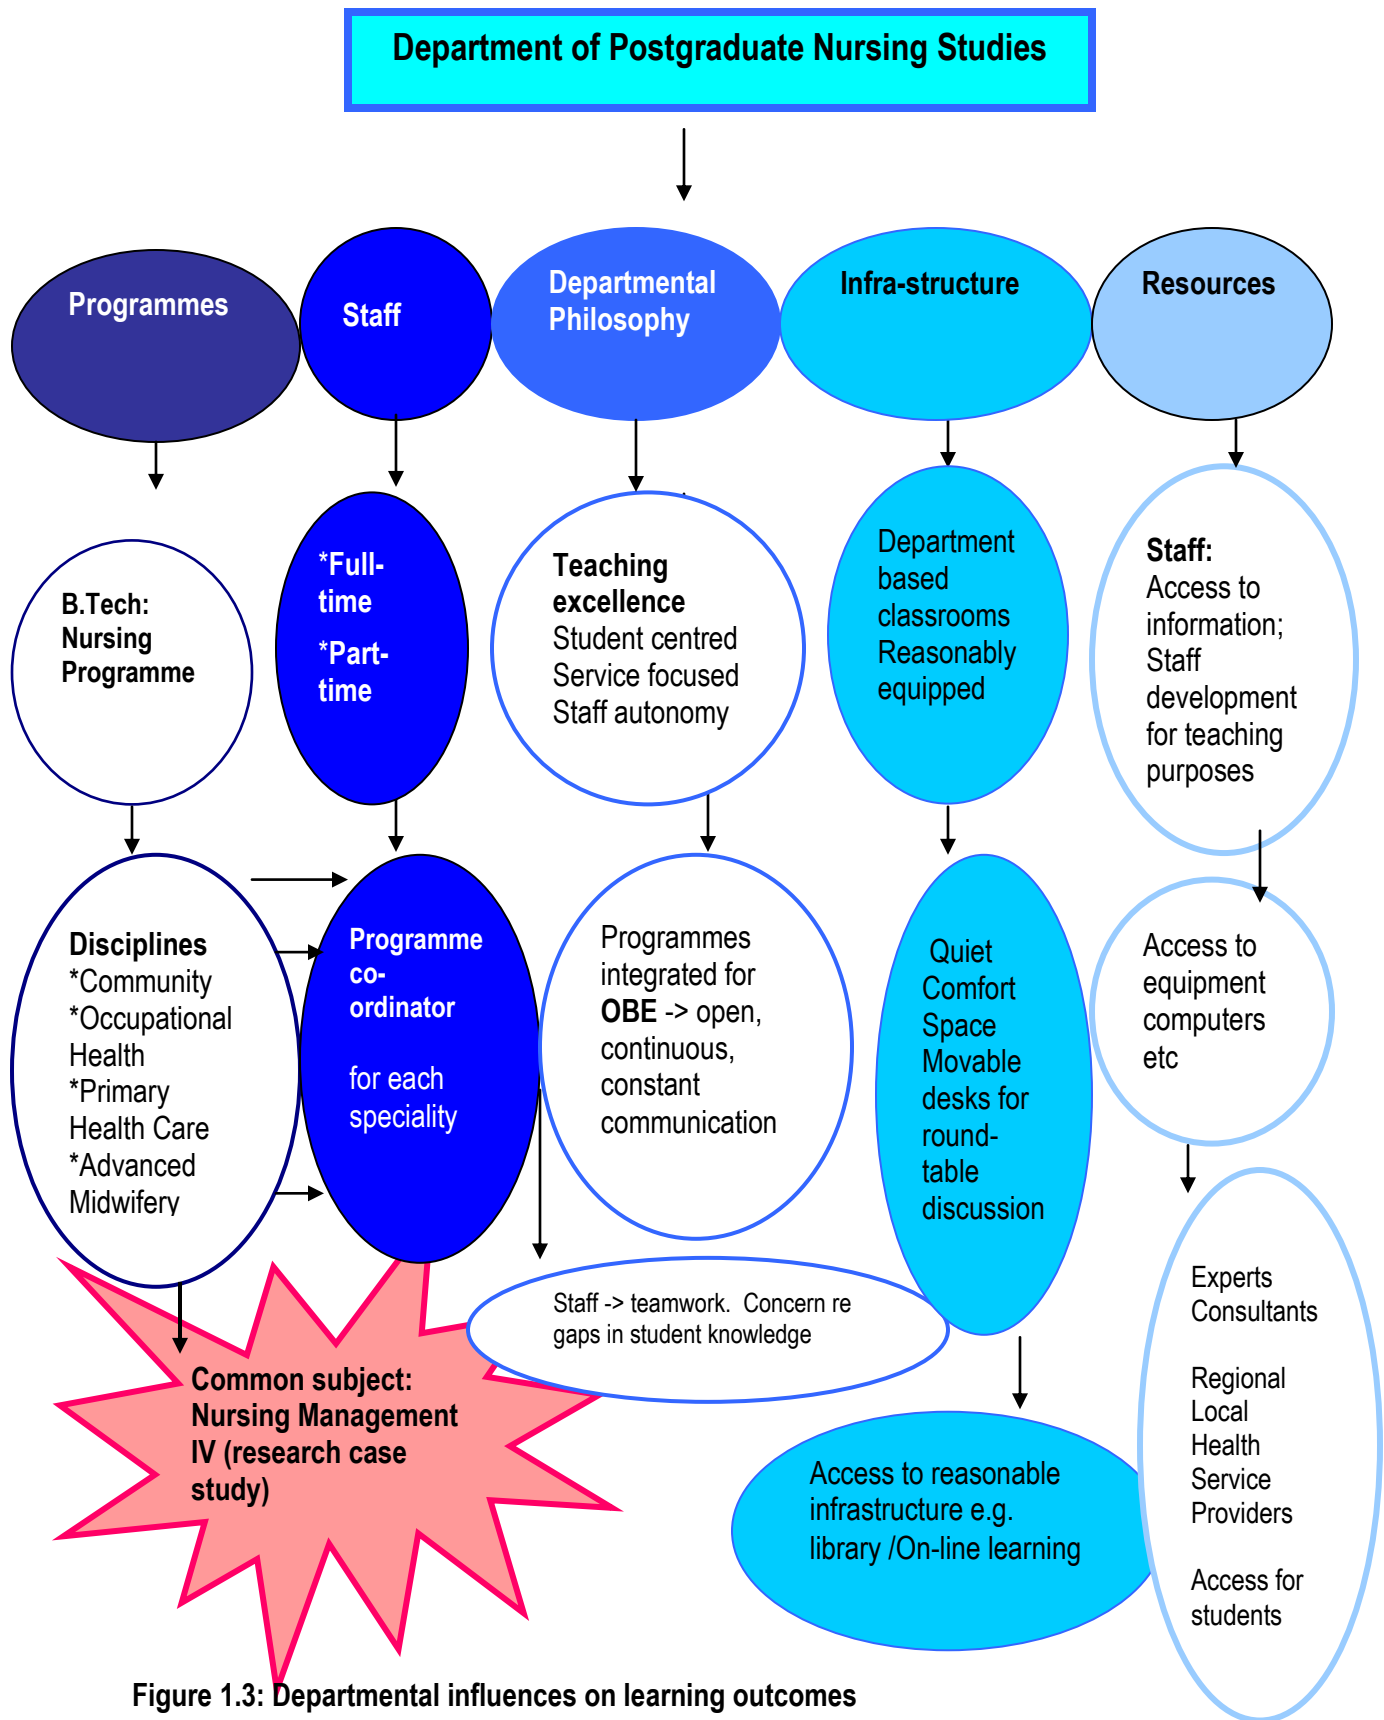 Department of Postgraduate Nursing Studies
Programmes
Staff
Departmental
Philosophy
Infra-structure
Resources
B.Tech:
Nursing
Programme
*Full-
time
*Part-
time
Teaching
excellence
Student centred
Service focused
Staff autonomy
Department
based
classrooms
Reasonably
equipped
Staff:
Access to
information;
Staff
development
for teaching
purposes
Disciplines
*Community
*Occupational
Health
*Primary
Health Care
*Advanced
Midwifery
Programme
co-
ordinator
for each
speciality
Programmes
integrated for
OBE -> open,
continuous,
constant
communication
Quiet
Comfort
Space
Movable
desks for
round-
table
discussion
Access to
equipment
computers
etc
Staff -> teamwork.  Concern re
gaps in student knowledge
Common subject:
Nursing Management
IV (research case
study)
Access to reasonable
infrastructure e.g.
library /On-line learning
Experts
Consultants
Regional
Local
Health
Service
Providers
Access for
students
Figure 1.3: Departmental influences on learning outcomes